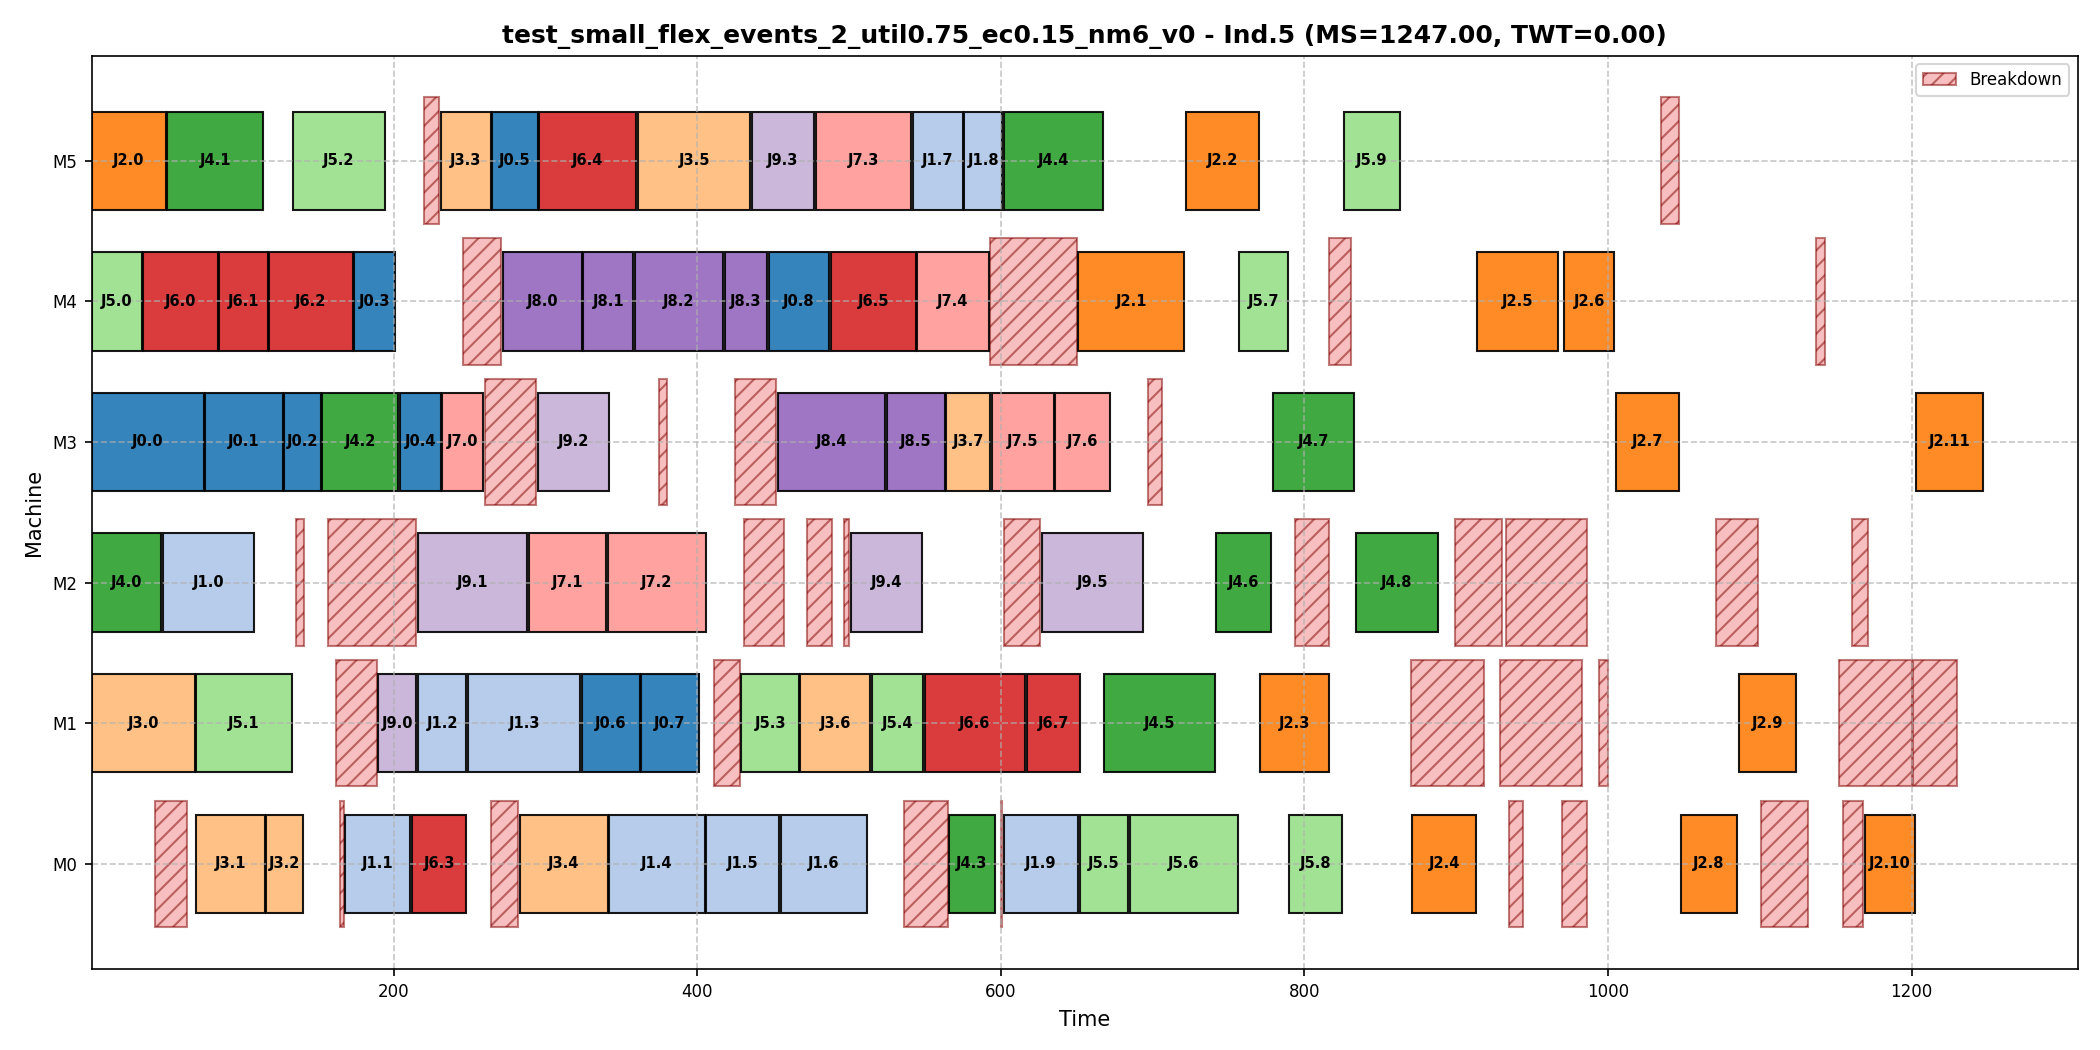 test_small_flex_events_2_util0.75_ec0.15_nm6_v0 - Ind.5 (MS=1247.00, TWT=0.00)
Breakdown
M5
J2.0 J4.1 J5.2 J3.3 J0.5 J6.4 J3.5 J9.3 J7.3 J1.7 J1.8 J4.4 J2.2 J5.9
M4
J5.0 J6.0 J6.1 J6.2 J0.3 J8.0 J8.1 J8.2 J8.3 J0.8 J6.5 J7.4 J2.1 J5.7 J2.5 J2.6
M3
J0.0 J0.1 J0.2 J4.2 J0.4 J7.0 J9.2 J8.4 J8.5 J3.7 J7.5 J7.6 J4.7 J2.7 J2.11
Machine
M2
J4.0 J1.0 J9.1 J7.1 J7.2 J9.4 J9.5 J4.6 J4.8
M1
J3.0 J5.1 J9.0 J1.2 J1.3 J0.6 J0.7 J5.3 J3.6 J5.4 J6.6 J6.7 J4.5 J2.3 J2.9
M0
J3.1 J3.2 J1.1 J6.3 J3.4 J1.4 J1.5 J1.6 J4.3 J1.9 J5.5 J5.6 J5.8 J2.4 J2.8 J2.10
200 400 600 800 1000 1200
Time